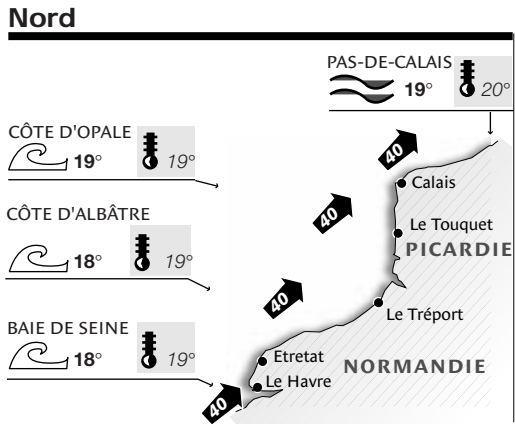 Nord
PAS-DE-CALAIS
19° 20°
CÔTE D'OPALE
19° 19°
CÔTE D'ALBÂTRE
18° 19°
BAIE DE SEINE
18° 19°
40
40
40
40
Calais
Le Touquet
PICARDIE
Le Tréport
Etretat
NORMANDIE
Le Havre